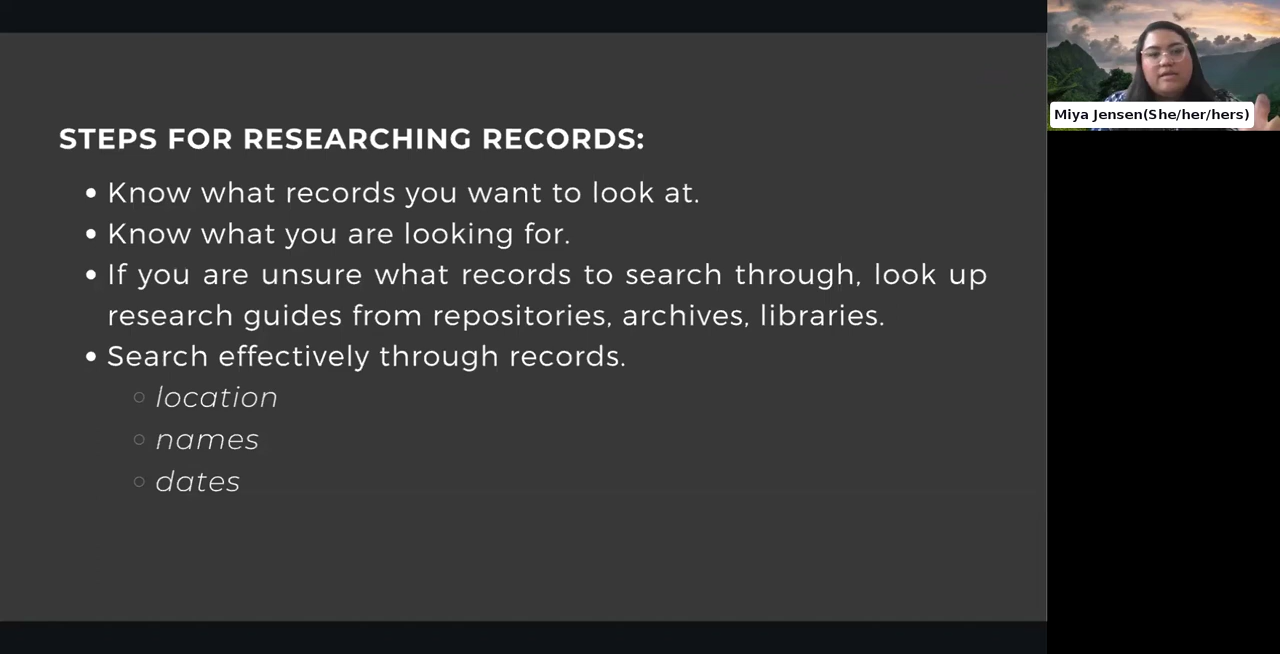 STEPS FOR RESEARCHING RECORDS:
• Know what records you want to look at.
• Know what you are looking for.
• If you are unsure what records to search through, look up
research guides from repositories, archives, libraries.
• Search effectively through records.
○ location
○ names
○ dates
Miya Jensen(She/her/hers)